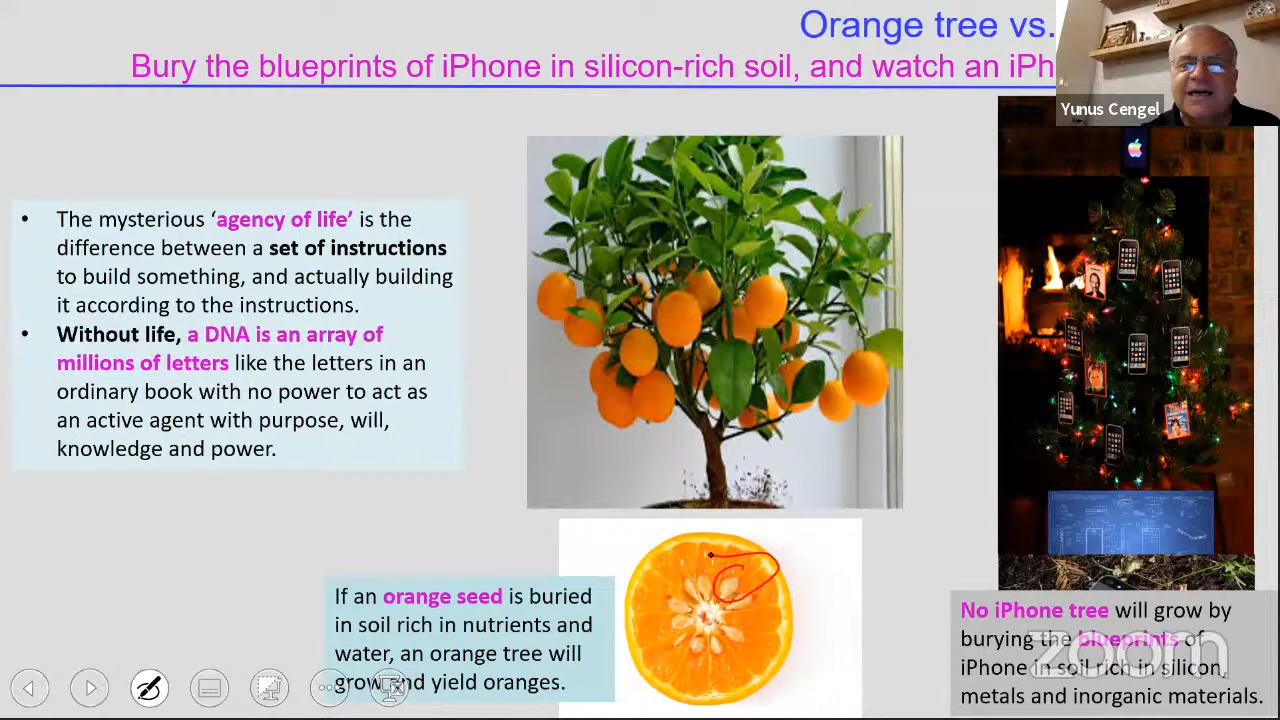 Orange tree vs.
Bury the blueprints of iPhone in silicon-rich soil, and watch an iPh
Yunus Cengel
• The mysterious ‘agency of life’ is the
difference between a set of instructions
to build something, and actually building
it according to the instructions.
• Without life, a DNA is an array of
millions of letters like the letters in an
ordinary book with no power to act as
an active agent with purpose, will,
knowledge and power.
If an orange seed is buried
in soil rich in nutrients and
water, an orange tree will
grow and yield oranges.
No iPhone tree will grow by
burying the blueprints of
iPhone in soil rich in silicon,
metals and inorganic materials.
zoom